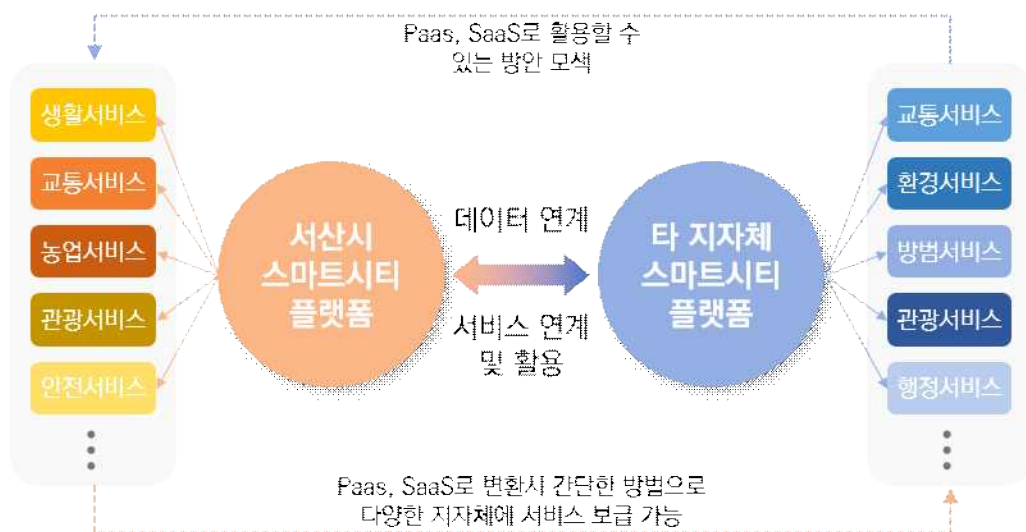 Paas, SaaS로 활용할 수
있는 방안 모색
생활서비스
교통서비스
농업서비스
관광서비스
안전서비스
서산시
스마트시티
플랫폼
데이터 연계
서비스 연계
및 활용
타 지자체
스마트시티
플랫폼
교통서비스
환경서비스
방범서비스
관광서비스
행정서비스
Paas, SaaS로 변환시 간단한 방법으로
다양한 지자체에 서비스 보급 가능